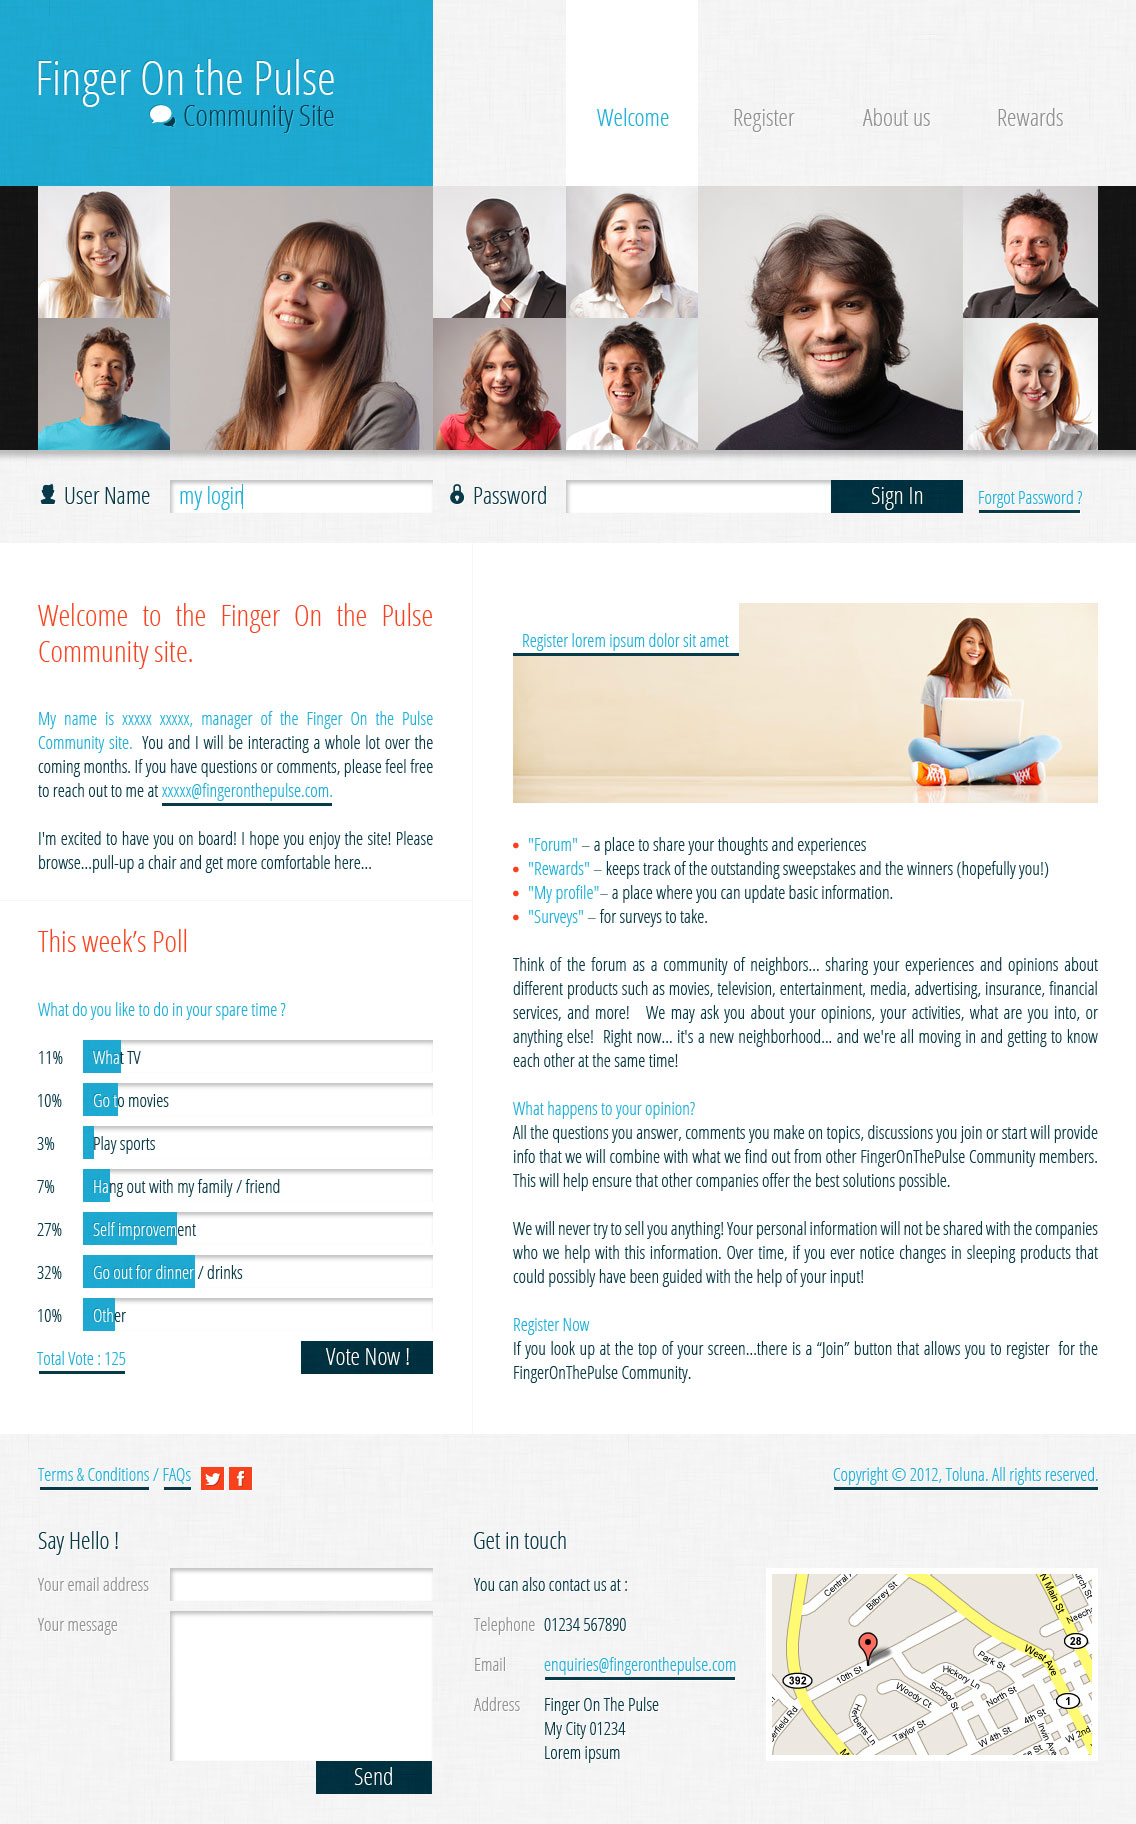 Finger On the Pulse
Community Site
Welcome
Register
About us
Rewards
User Name
my login
Password
Sign In
Forgot Password ?
Welcome to the Finger On the Pulse
Community site.
My name is xxxxx xxxxx, manager of the Finger On the Pulse
Community site. You and I will be interacting a whole lot over the
coming months. If you have questions or comments, please feel free
to reach out to me at xxxxx@fingeronthepulse.com.
I'm excited to have you on board! I hope you enjoy the site! Please
browse...pull-up a chair and get more comfortable here...
This week’s Poll
What do you like to do in your spare time ?
11% What TV
10% Go to movies
3% Play sports
7% Hang out with my family / friend
27% Self improvement
32% Go out for dinner / drinks
10% Other
Total Vote : 125
Vote Now !
Register lorem ipsum dolor sit amet
• "Forum" – a place to share your thoughts and experiences
• "Rewards" – keeps track of the outstanding sweepstakes and the winners (hopefully you!)
• "My profile"– a place where you can update basic information.
• "Surveys" – for surveys to take.
Think of the forum as a community of neighbors... sharing your experiences and opinions about
different products such as movies, television, entertainment, media, advertising, insurance, financial
services, and more! We may ask you about your opinions, your activities, what are you into, or
anything else! Right now... it's a new neighborhood... and we're all moving in and getting to know
each other at the same time!
What happens to your opinion?
All the questions you answer, comments you make on topics, discussions you join or start will provide
info that we will combine with what we find out from other FingerOnThePulse Community members.
This will help ensure that other companies offer the best solutions possible.
We will never try to sell you anything! Your personal information will not be shared with the companies
who we help with this information. Over time, if you ever notice changes in sleeping products that
could possibly have been guided with the help of your input!
Register Now
If you look up at the top of your screen...there is a “Join” button that allows you to register for the
FingerOnThePulse Community.
Terms & Conditions / FAQs
Copyright © 2012, Toluna. All rights reserved.
Say Hello !
Your email address
Your message
Send
Get in touch
You can also contact us at :
Telephone 01234 567890
Email enquiries@fingeronthepulse.com
Address Finger On The Pulse
My City 01234
Lorem ipsum
Central
Bilbrey St
N Main St
urch St
Neech
28
West Ave
Park St
10th St
392
Hickory Ln
School St
Woody Ct
North St
1
erfield Rd
Herberts Ln
Taylor St
4th St
W 4th St
Irwin Ave
W 2nd